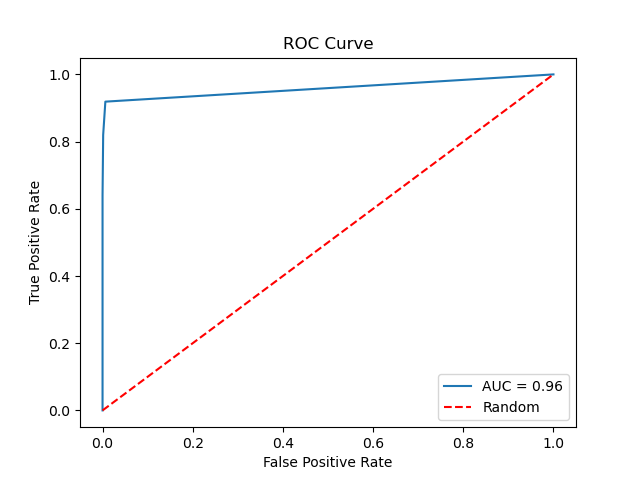 ROC Curve
1.0
0.8
0.6
0.4
0.2
0.0
True Positive Rate
0.0 0.2 0.4 0.6 0.8 1.0
False Positive Rate
AUC = 0.96
Random